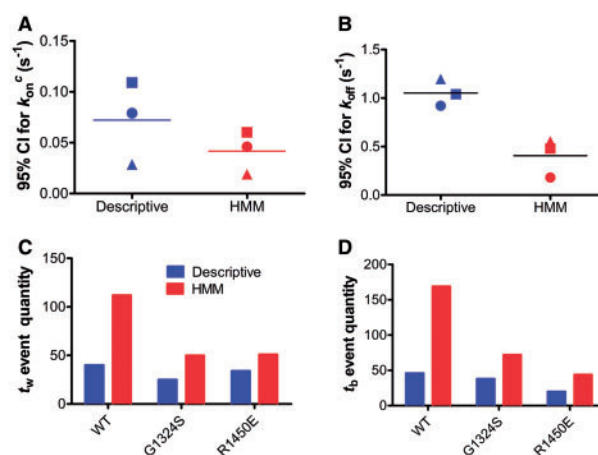 A
B
95% CI for kon c (s-1)
0.15
0.10
0.05
0.00
Descriptive
HMM
95% CI for koff (s-1)
1.5
1.0
0.5
0.0
Descriptive
HMM
C
D
tw event quantity
150
100
50
0
Descriptive
HMM
WT
G1324S
R1450E
tb event quantity
200
150
100
50
0
WT
G1324S
R1450E